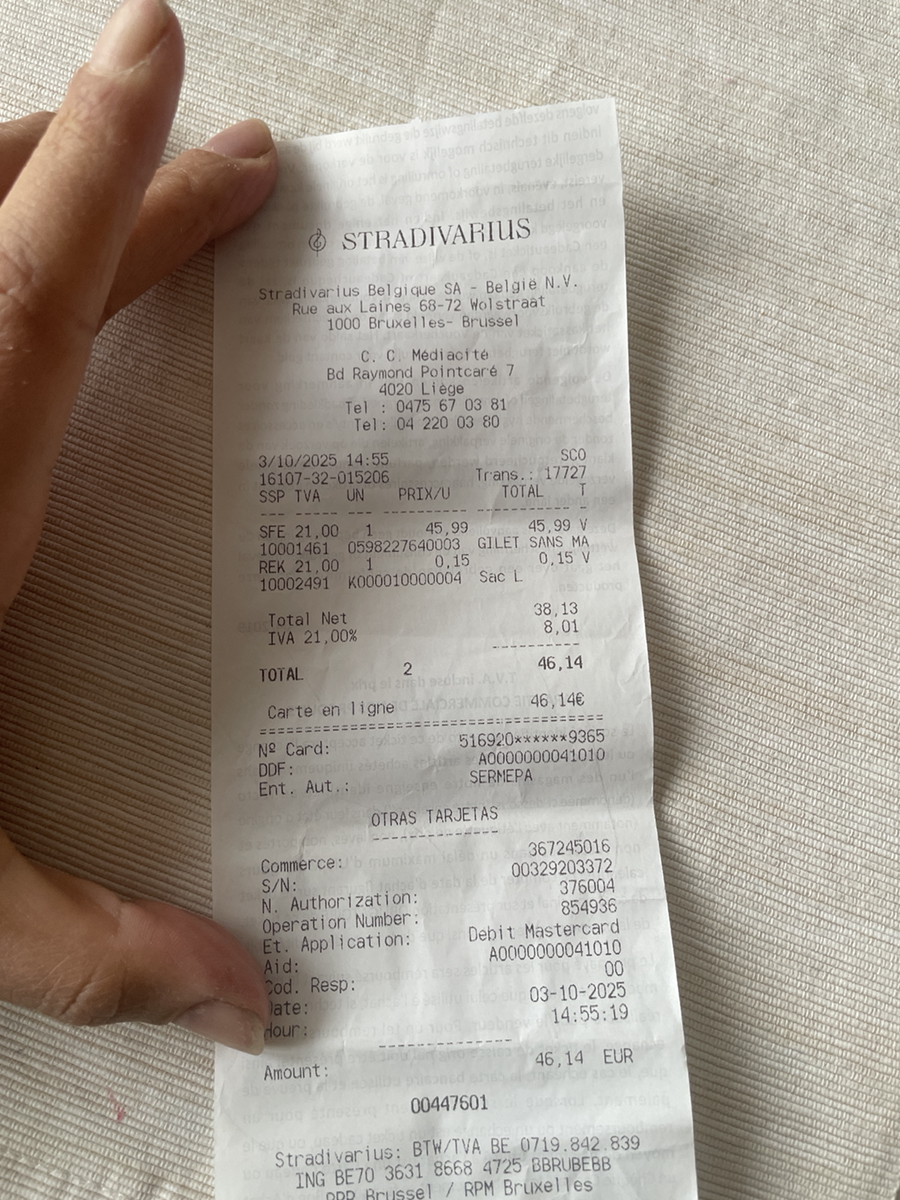 STRADIVARIUS
Stradivarius Belgique SA - België N.V.
Rue aux Laines 68-72 Wolstraat
1000 Bruxelles- Brussel
C. C. Médiacité
Bd Raymond Pointcaré 7
4020 Liège
Tel : 0475 67 03 81
Tel: 04 220 03 80
3/10/2025 14:55 SCO
16107-32-015206 Trans.: 17727
SSP TVA UN PRIX/U TOTAL T
--- ----- --- ---------- ---------- -
SFE 21,00 1 45,99 45,99 V
10001461 0598227640003 GILET SANS MA
REK 21,00 1 0,15 0,15 V
10002491 K000010000004 Sac L
Total Net 38,13
IVA 21,00% 8,01
----------
TOTAL 2 46,14
Carte en ligne 46,14€
========================================
Nº Card: 516920******9365
DDF: A0000000041010
Ent. Aut.: SERMEPA
OTRAS TARJETAS
--------------
Commerce: 367245016
S/N: 00329203372
N. Authorization: 376004
Operation Number: 854936
Et. Application: Debit Mastercard
Aid: A0000000041010
Cod. Resp: 00
Date: 03-10-2025
Hour: 14:55:19
--------------
Amount: 46,14 EUR
00447601
Stradivarius: BTW/TVA BE 0719.842.839
ING BE70 3631 8668 4725 BBRUBEBB
RPR Brussel / RPM Bruxelles